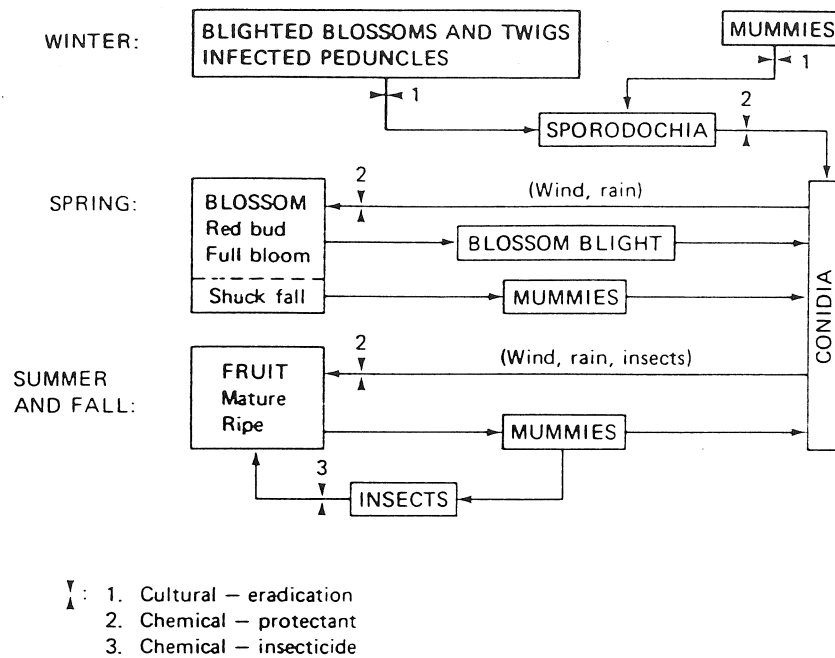 WINTER:
BLIGHTED BLOSSOMS AND TWIGS
INFECTED PEDUNCLES
MUMMIES
1
1
2
SPORODOCHIA
SPRING:
BLOSSOM
Red bud
Full bloom
Shuck fall
2
(Wind, rain)
BLOSSOM BLIGHT
MUMMIES
CONIDIA
SUMMER
AND FALL:
FRUIT
Mature
Ripe
2
(Wind, rain, insects)
MUMMIES
3
INSECTS
: 1. Cultural – eradication
2. Chemical – protectant
3. Chemical – insecticide